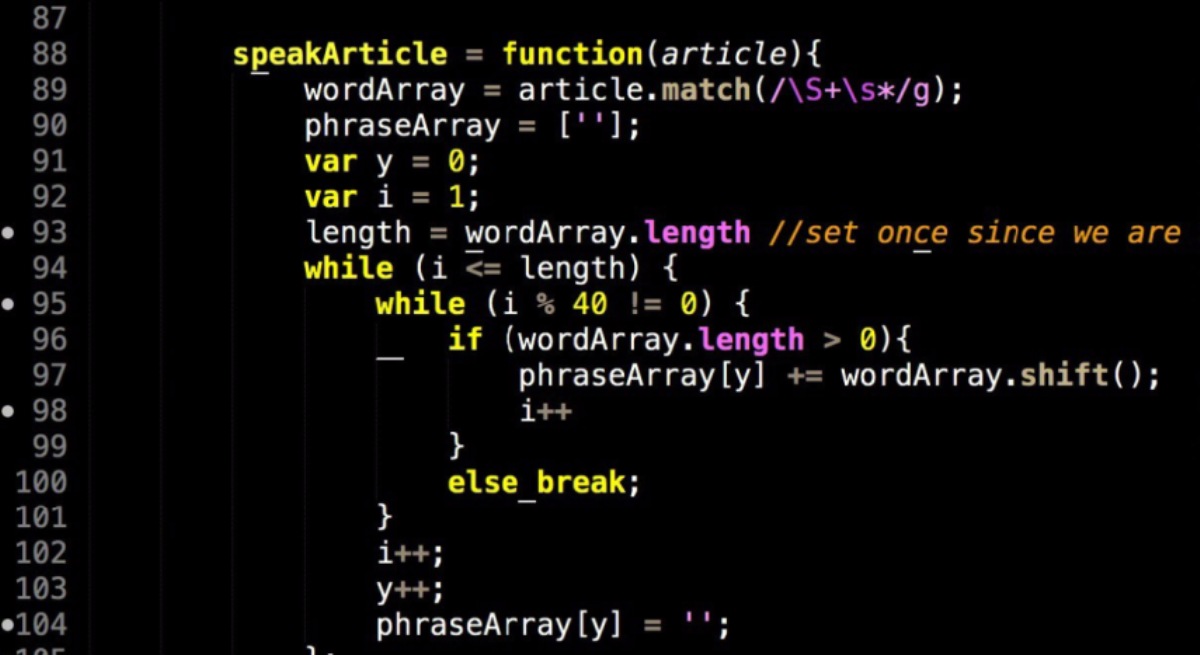 87
88 speakArticle = function(article){
89 wordArray = article.match(/\S+\s*/g);
90 phraseArray = [''];
91 var y = 0;
92 var i = 1;
93 length = wordArray.length //set once since we are
94 while (i <= length) {
95 while (i % 40 != 0) {
96 if (wordArray.length > 0){
97 phraseArray[y] += wordArray.shift();
98 i++
99 }
100 else break;
101 }
102 i++;
103 y++;
104 phraseArray[y] = '';
105 };